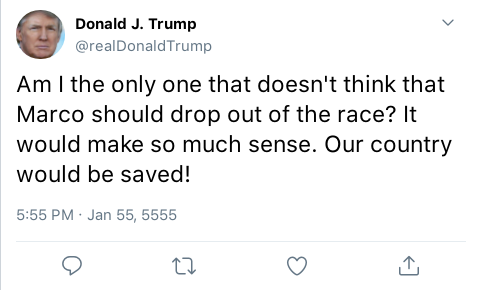 Donald J. Trump
@realDonaldTrump
Am I the only one that doesn't think that
Marco should drop out of the race? It
would make so much sense. Our country
would be saved!
5:55 PM · Jan 55, 5555